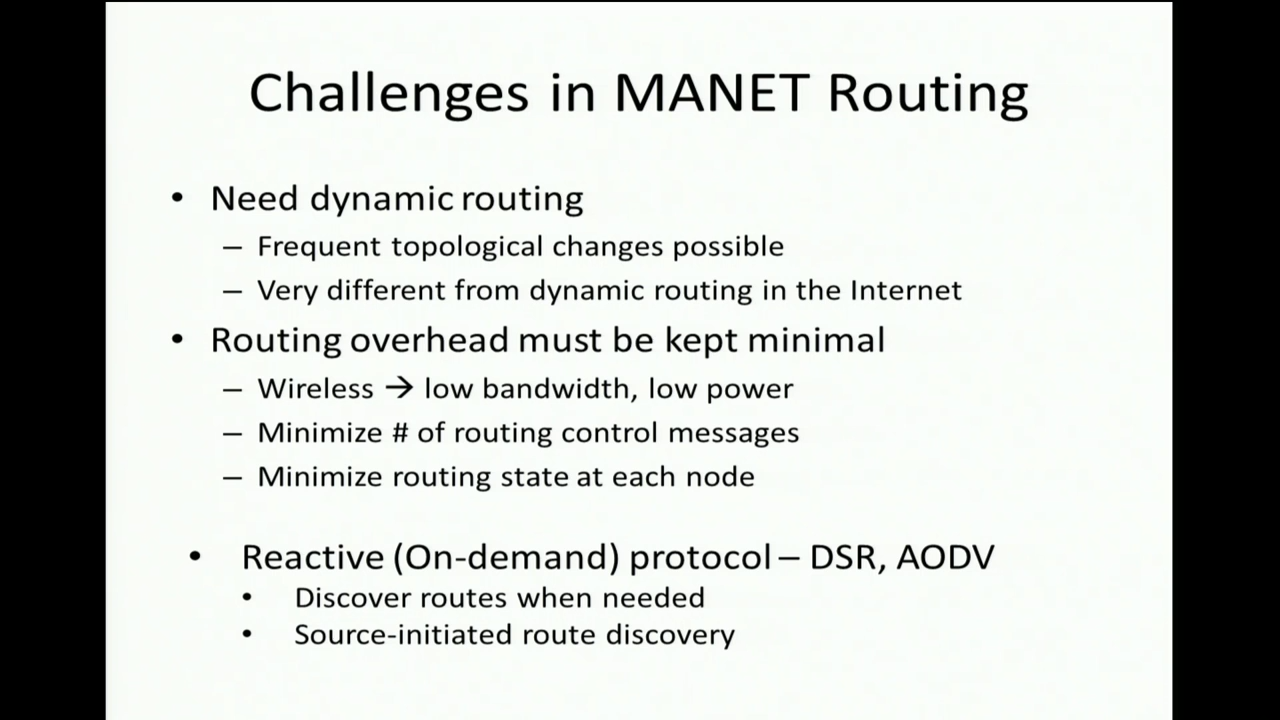 Challenges in MANET Routing
• Need dynamic routing
– Frequent topological changes possible
– Very different from dynamic routing in the Internet
• Routing overhead must be kept minimal
– Wireless → low bandwidth, low power
– Minimize # of routing control messages
– Minimize routing state at each node
• Reactive (On-demand) protocol – DSR, AODV
• Discover routes when needed
• Source-initiated route discovery